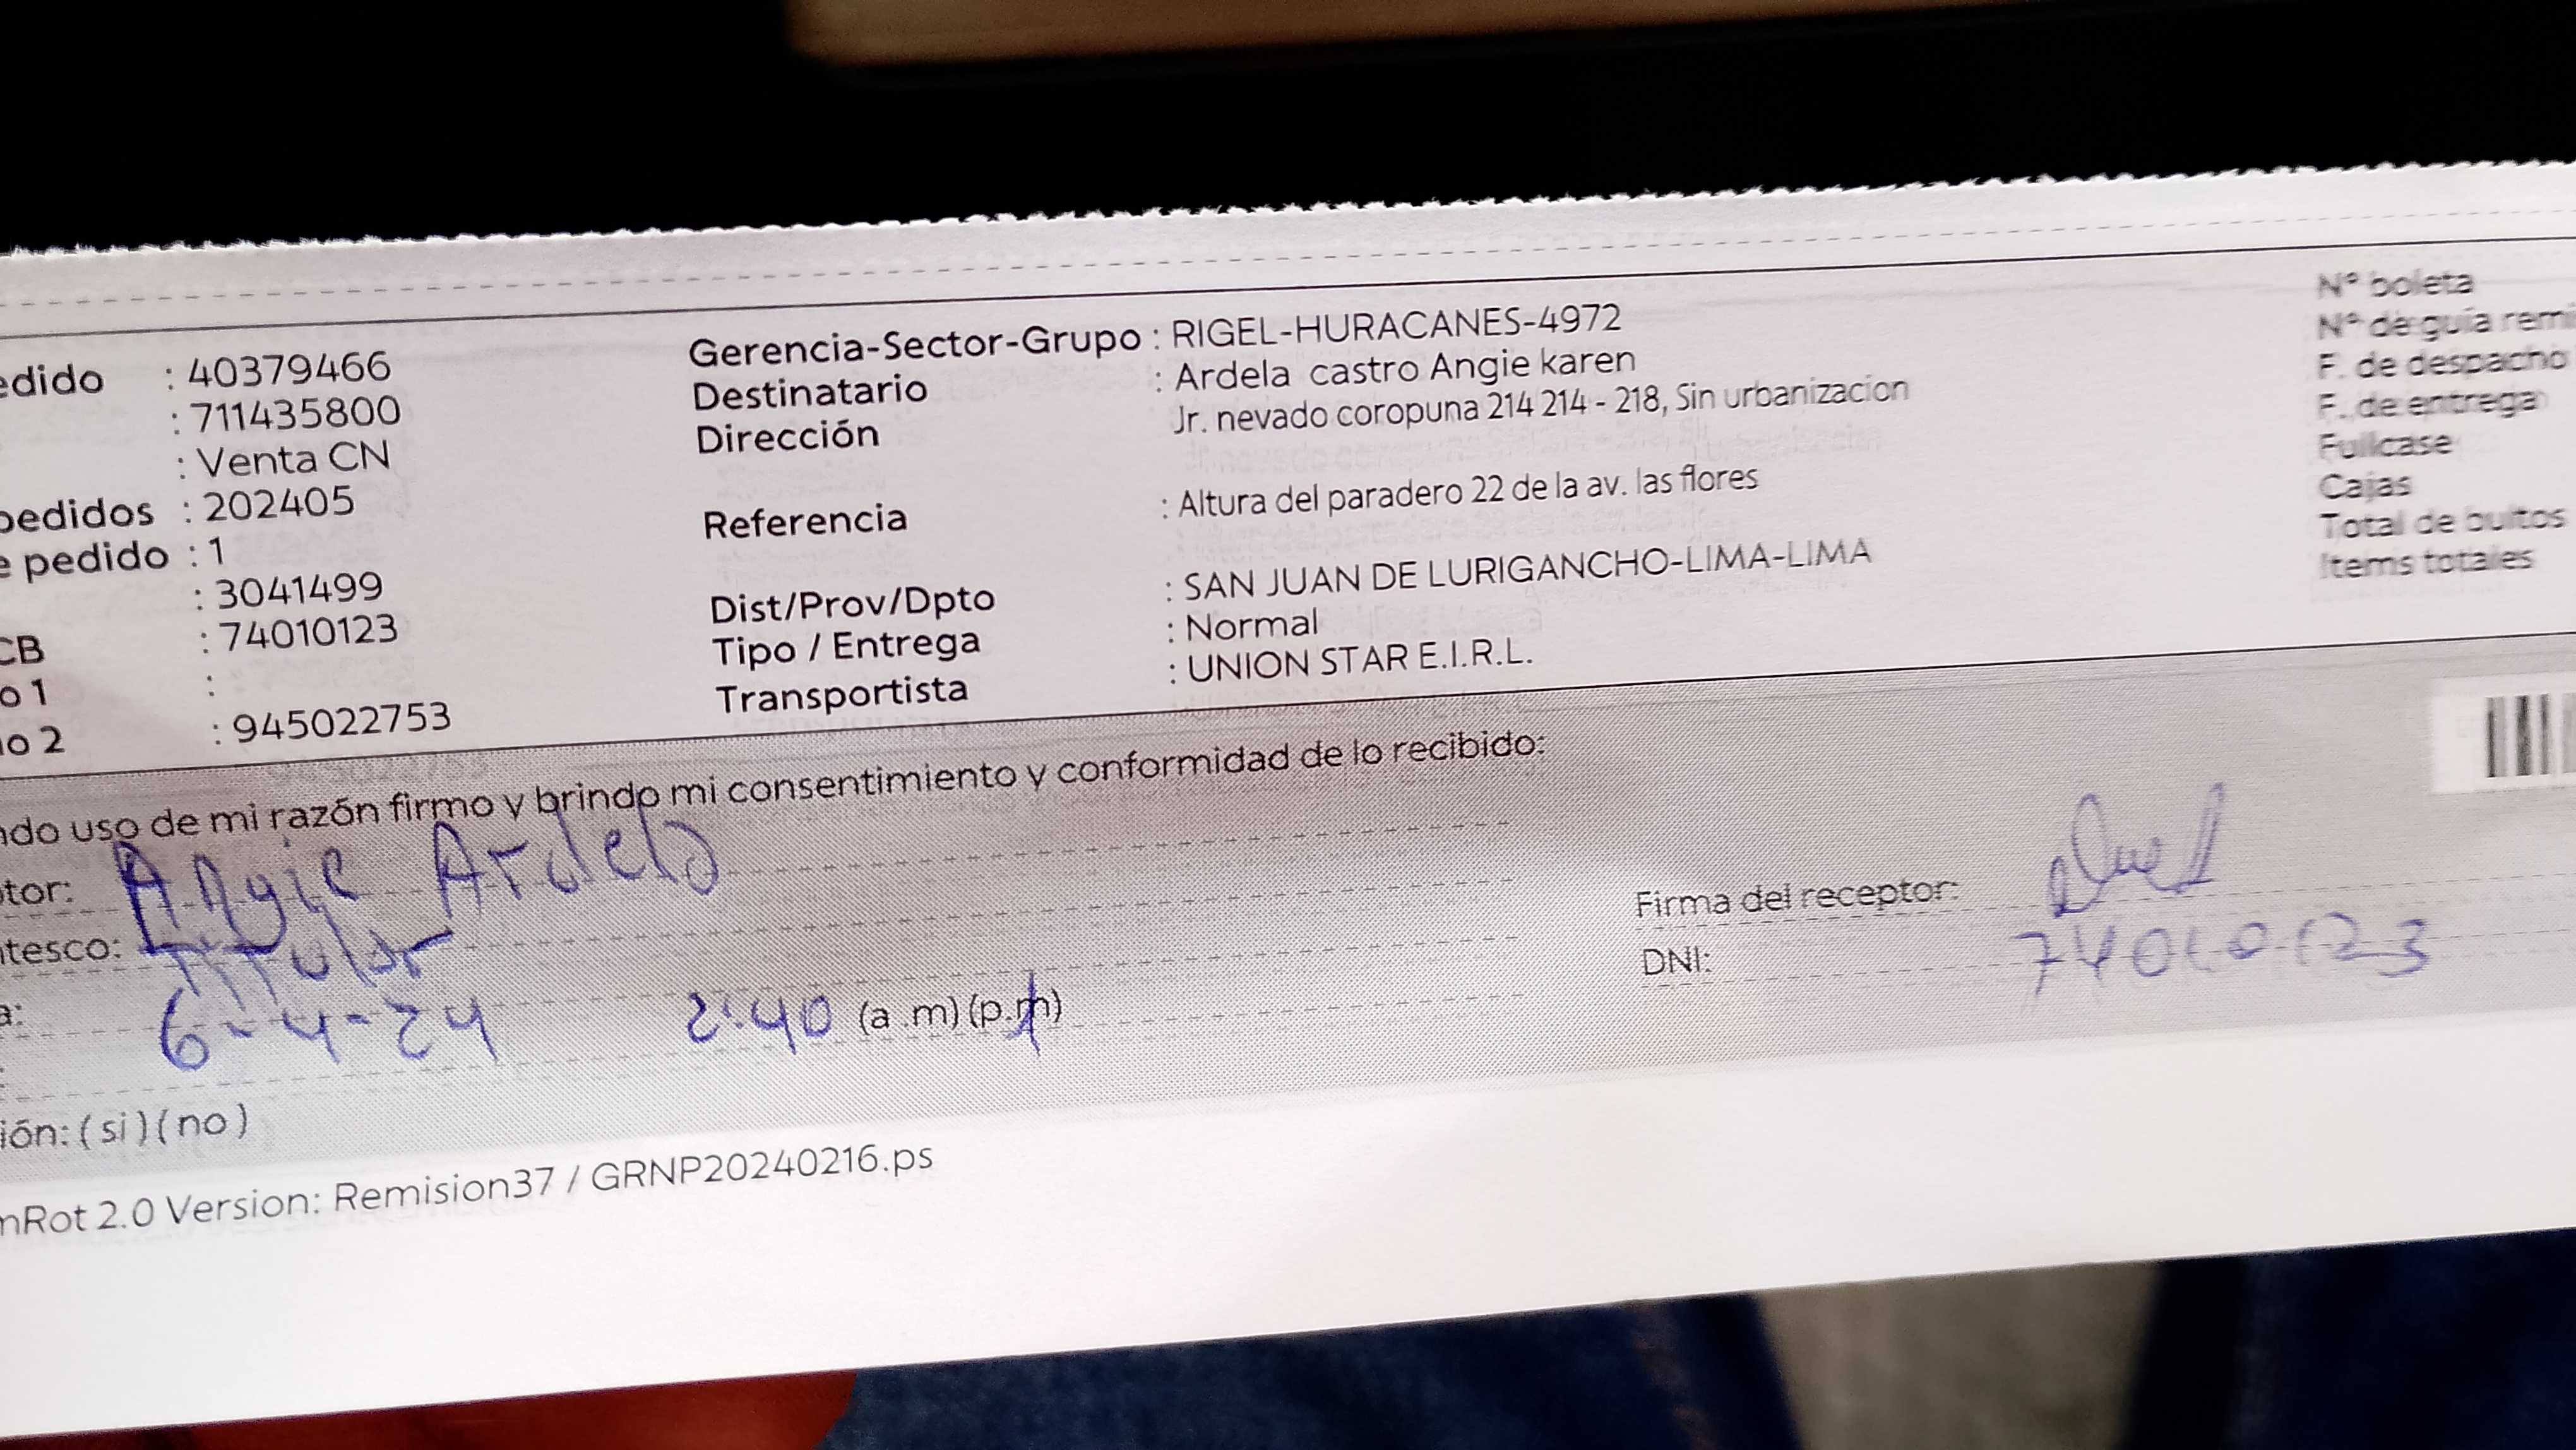 edido : 40379466
: 711435800
: Venta CN
pedidos : 202405
e pedido : 1
: 3041499
CB : 74010123
o 1 :
o 2 : 945022753
Gerencia-Sector-Grupo : RIGEL-HURACANES-4972
Destinatario : Ardela castro Angie karen
Dirección Jr. nevado coropuna 214 214 - 218, Sin urbanizacion
Referencia : Altura del paradero 22 de la av. las flores
Dist/Prov/Dpto : SAN JUAN DE LURIGANCHO-LIMA-LIMA
Tipo / Entrega : Normal
Transportista : UNION STAR E.I.R.L.
N° boleta
N° de guía remi
F. de despacho
F. de entrega
Fullcase
Cajas
Total de bultos
Items totales
ndo uso de mi razón firmo y brindo mi consentimiento y conformidad de lo recibido:
tor: Angie Ardela
ntesco: Titular
a: 6-4-24 2:40 (a .m) (p.m)
:
Firma del receptor:
DNI: 74010123
ión: ( si ) ( no )
mRot 2.0 Version: Remision37 / GRNP20240216.ps